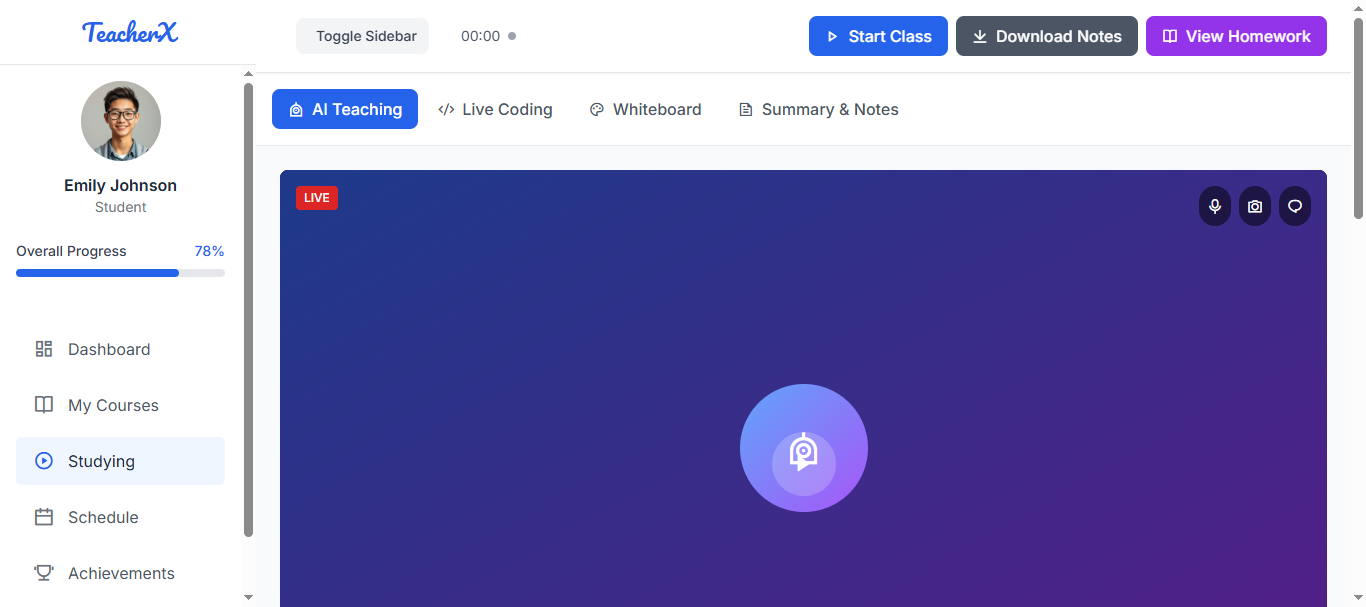 TeacherX
Toggle Sidebar
00:00
Start Class
Download Notes
View Homework
AI Teaching
Live Coding
Whiteboard
Summary & Notes
Emily Johnson
Student
Overall Progress 78%
Dashboard
My Courses
Studying
Schedule
Achievements
LIVE